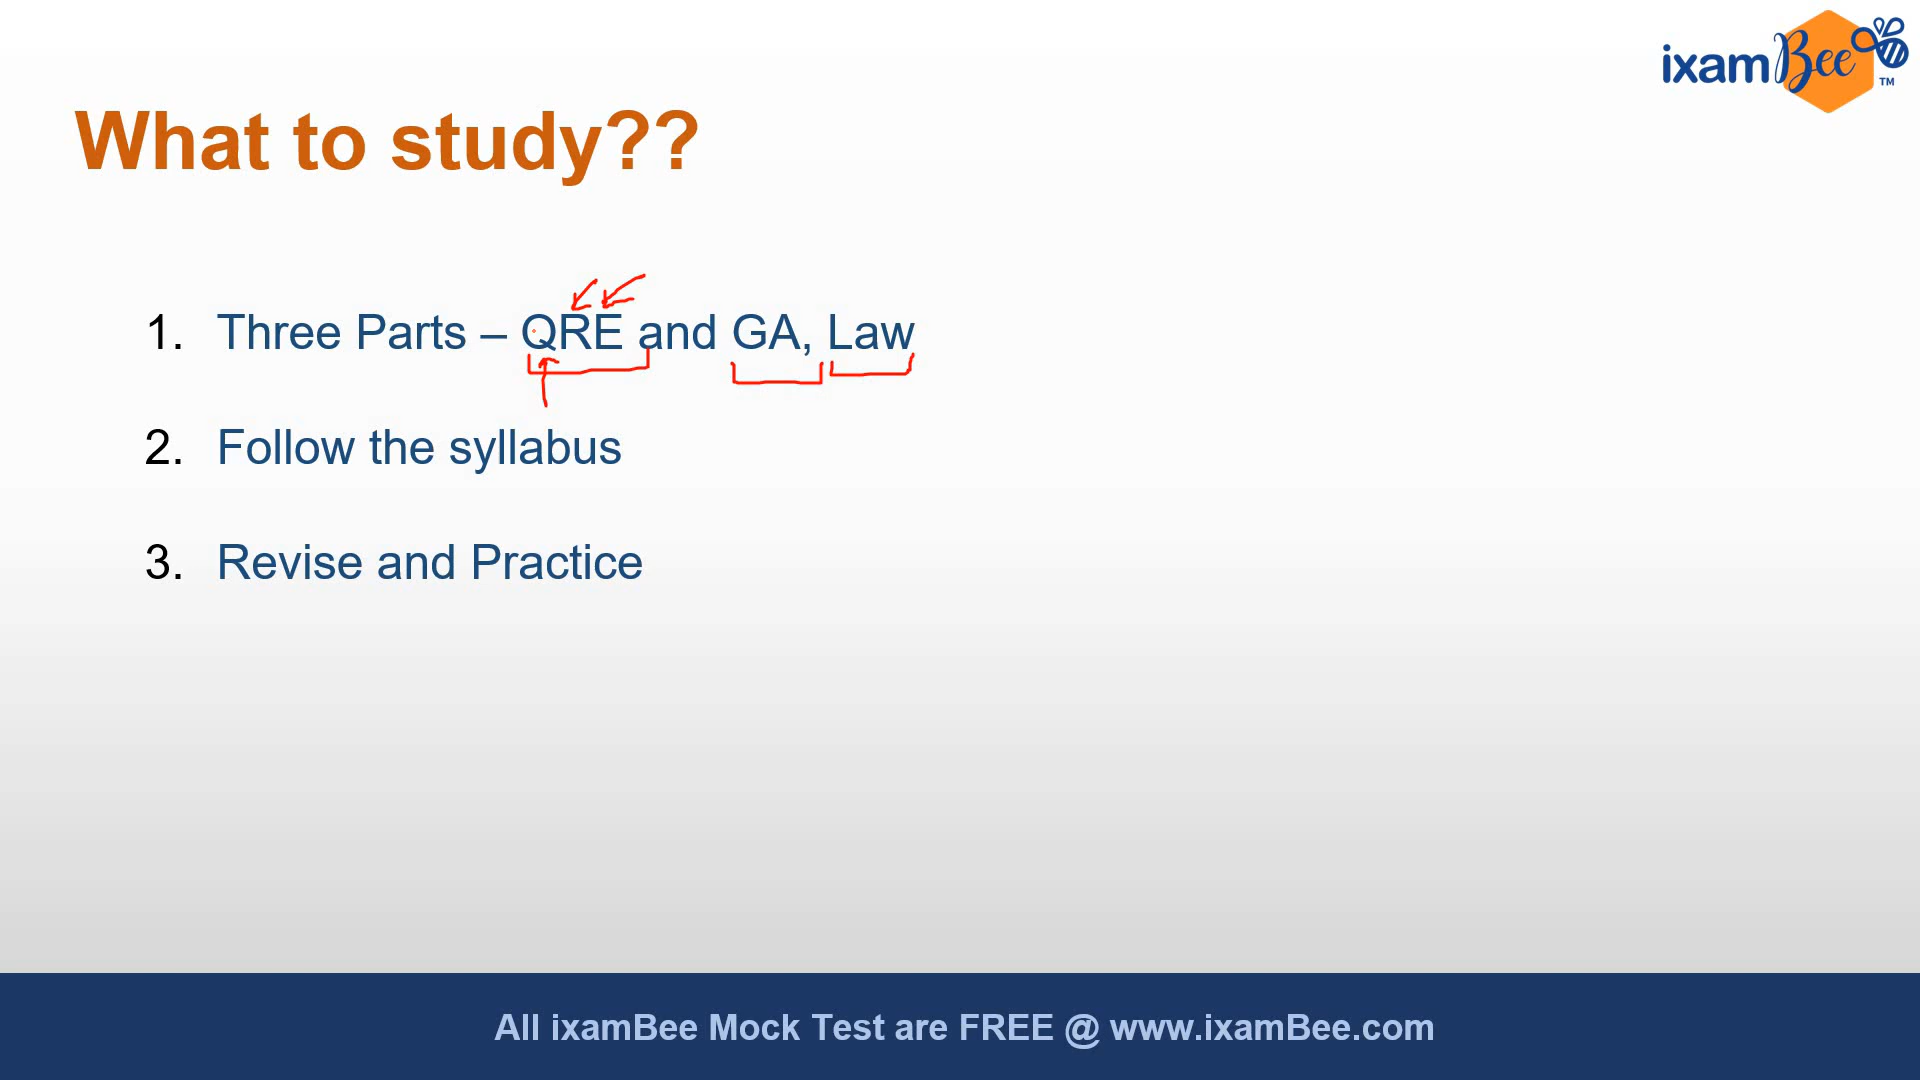 ixamBee TM
What to study??
1. Three Parts – QRE and GA, Law
2. Follow the syllabus
3. Revise and Practice
All ixamBee Mock Test are FREE @ www.ixamBee.com